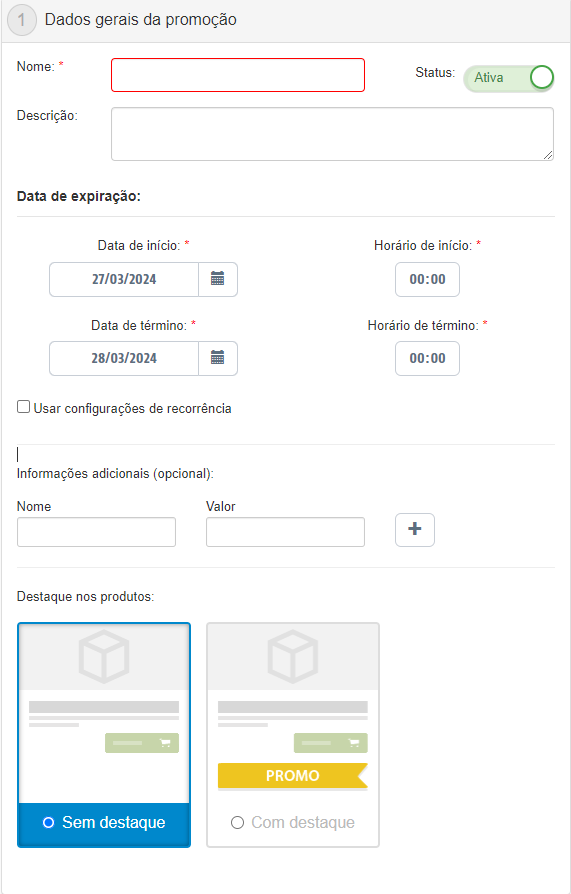 1 Dados gerais da promoção
Nome: * Status: Ativa
Descrição:
Data de expiração:
Data de início: * Horário de início: *
27/03/2024 00:00
Data de término: * Horário de término: *
28/03/2024 00:00
Usar configurações de recorrência
Informações adicionais (opcional):
Nome Valor
+
Destaque nos produtos:
PROMO
Sem destaque Com destaque